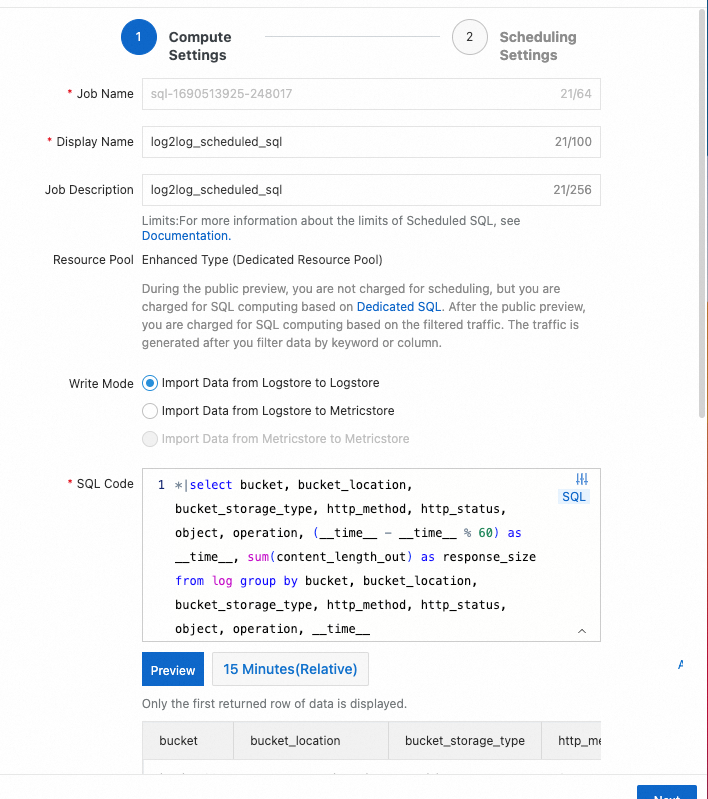 1 Compute Settings
2 Scheduling Settings
* Job Name sql-1690513925-248017 21/64
* Display Name log2log_scheduled_sql 21/100
Job Description log2log_scheduled_sql 21/256
Limits:For more information about the limits of Scheduled SQL, see
Documentation.
Resource Pool Enhanced Type (Dedicated Resource Pool)
During the public preview, you are not charged for scheduling, but you are
charged for SQL computing based on Dedicated SQL. After the public preview,
you are charged for SQL computing based on the filtered traffic. The traffic is
generated after you filter data by keyword or column.
Write Mode Import Data from Logstore to Logstore
Import Data from Logstore to Metricstore
Import Data from Metricstore to Metricstore
* SQL Code 1 *|select bucket, bucket_location,
SQL
bucket_storage_type, http_method, http_status,
object, operation, (__time__ - __time__ % 60) as
__time__, sum(content_length_out) as response_size
from log group by bucket, bucket_location,
bucket_storage_type, http_method, http_status,
object, operation, __time__
Preview 15 Minutes(Relative)
Only the first returned row of data is displayed.
bucket bucket_location bucket_storage_type http_me